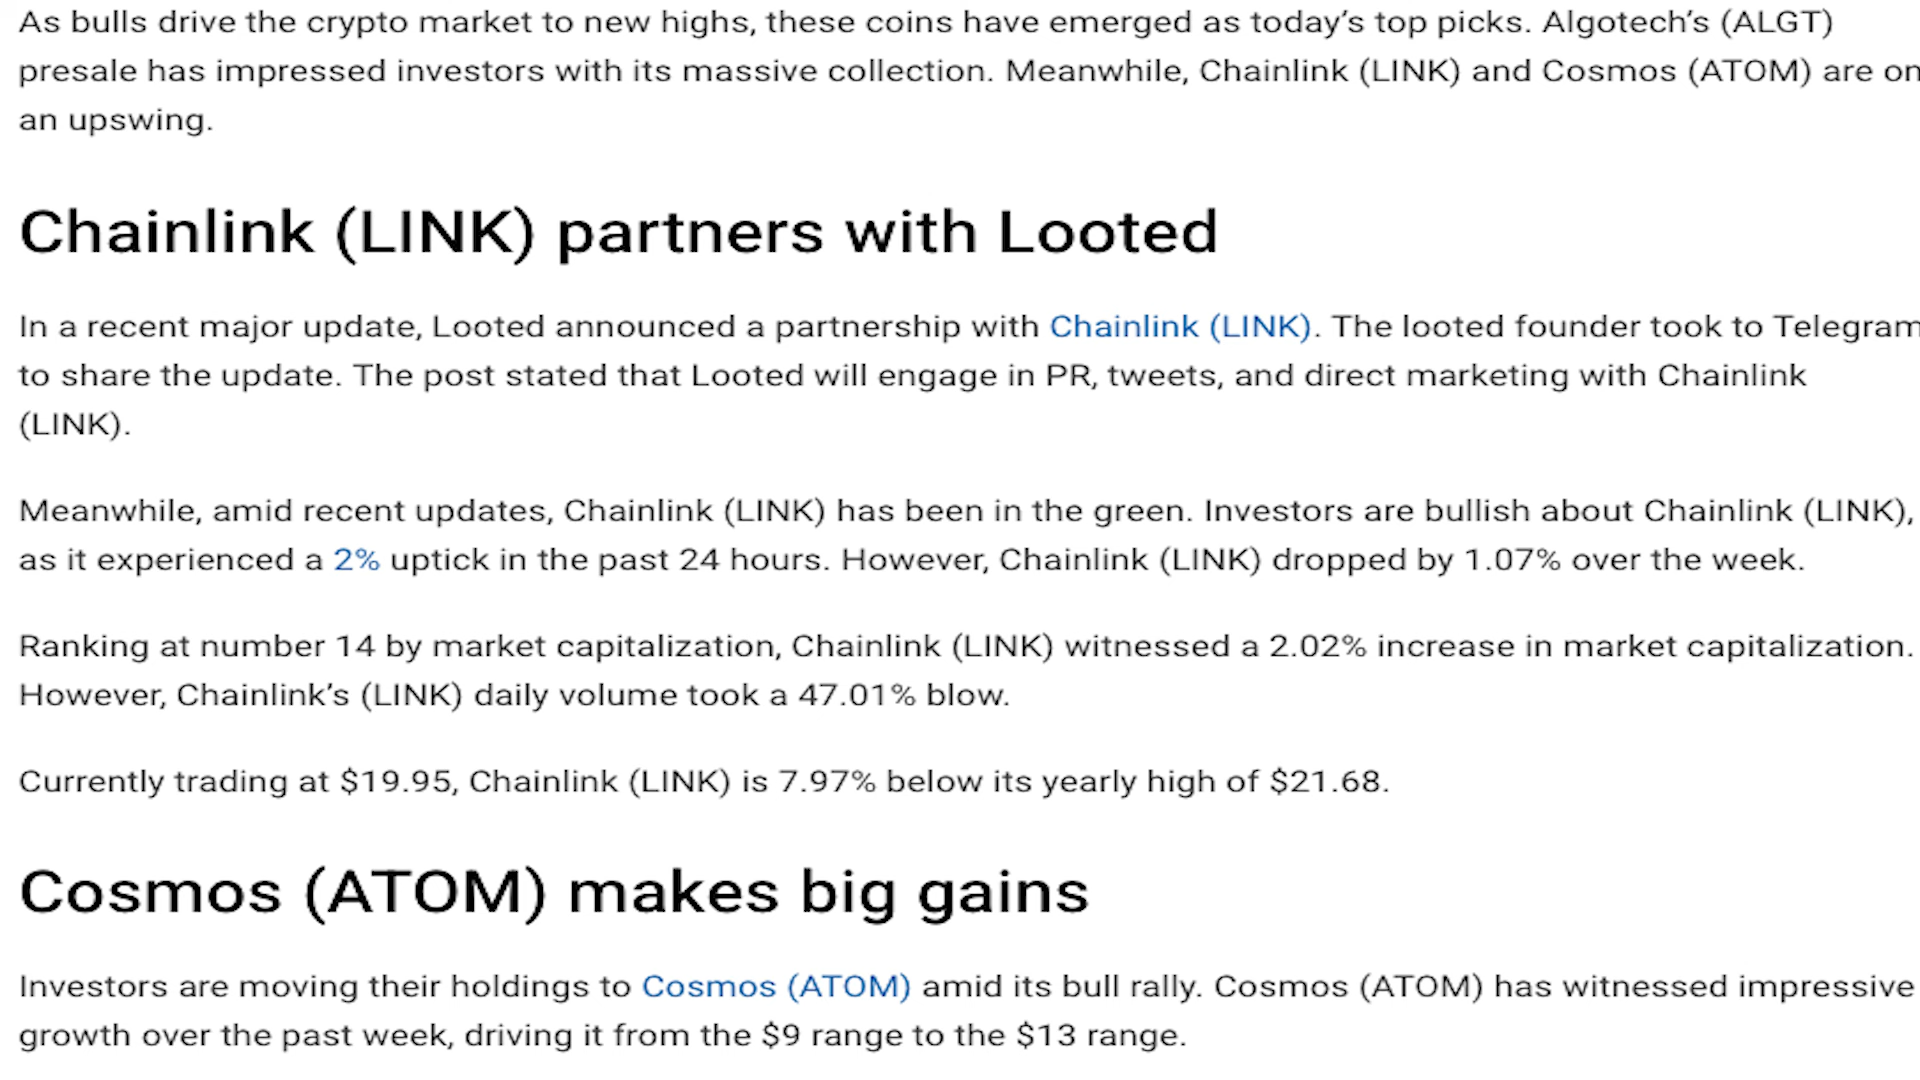 As bulls drive the crypto market to new highs, these coins have emerged as today’s top picks. Algotech’s (ALGT)
presale has impressed investors with its massive collection. Meanwhile, Chainlink (LINK) and Cosmos (ATOM) are on
an upswing.
Chainlink (LINK) partners with Looted
In a recent major update, Looted announced a partnership with Chainlink (LINK). The looted founder took to Telegram
to share the update. The post stated that Looted will engage in PR, tweets, and direct marketing with Chainlink
(LINK).
Meanwhile, amid recent updates, Chainlink (LINK) has been in the green. Investors are bullish about Chainlink (LINK),
as it experienced a 2% uptick in the past 24 hours. However, Chainlink (LINK) dropped by 1.07% over the week.
Ranking at number 14 by market capitalization, Chainlink (LINK) witnessed a 2.02% increase in market capitalization.
However, Chainlink’s (LINK) daily volume took a 47.01% blow.
Currently trading at $19.95, Chainlink (LINK) is 7.97% below its yearly high of $21.68.
Cosmos (ATOM) makes big gains
Investors are moving their holdings to Cosmos (ATOM) amid its bull rally. Cosmos (ATOM) has witnessed impressive
growth over the past week, driving it from the $9 range to the $13 range.